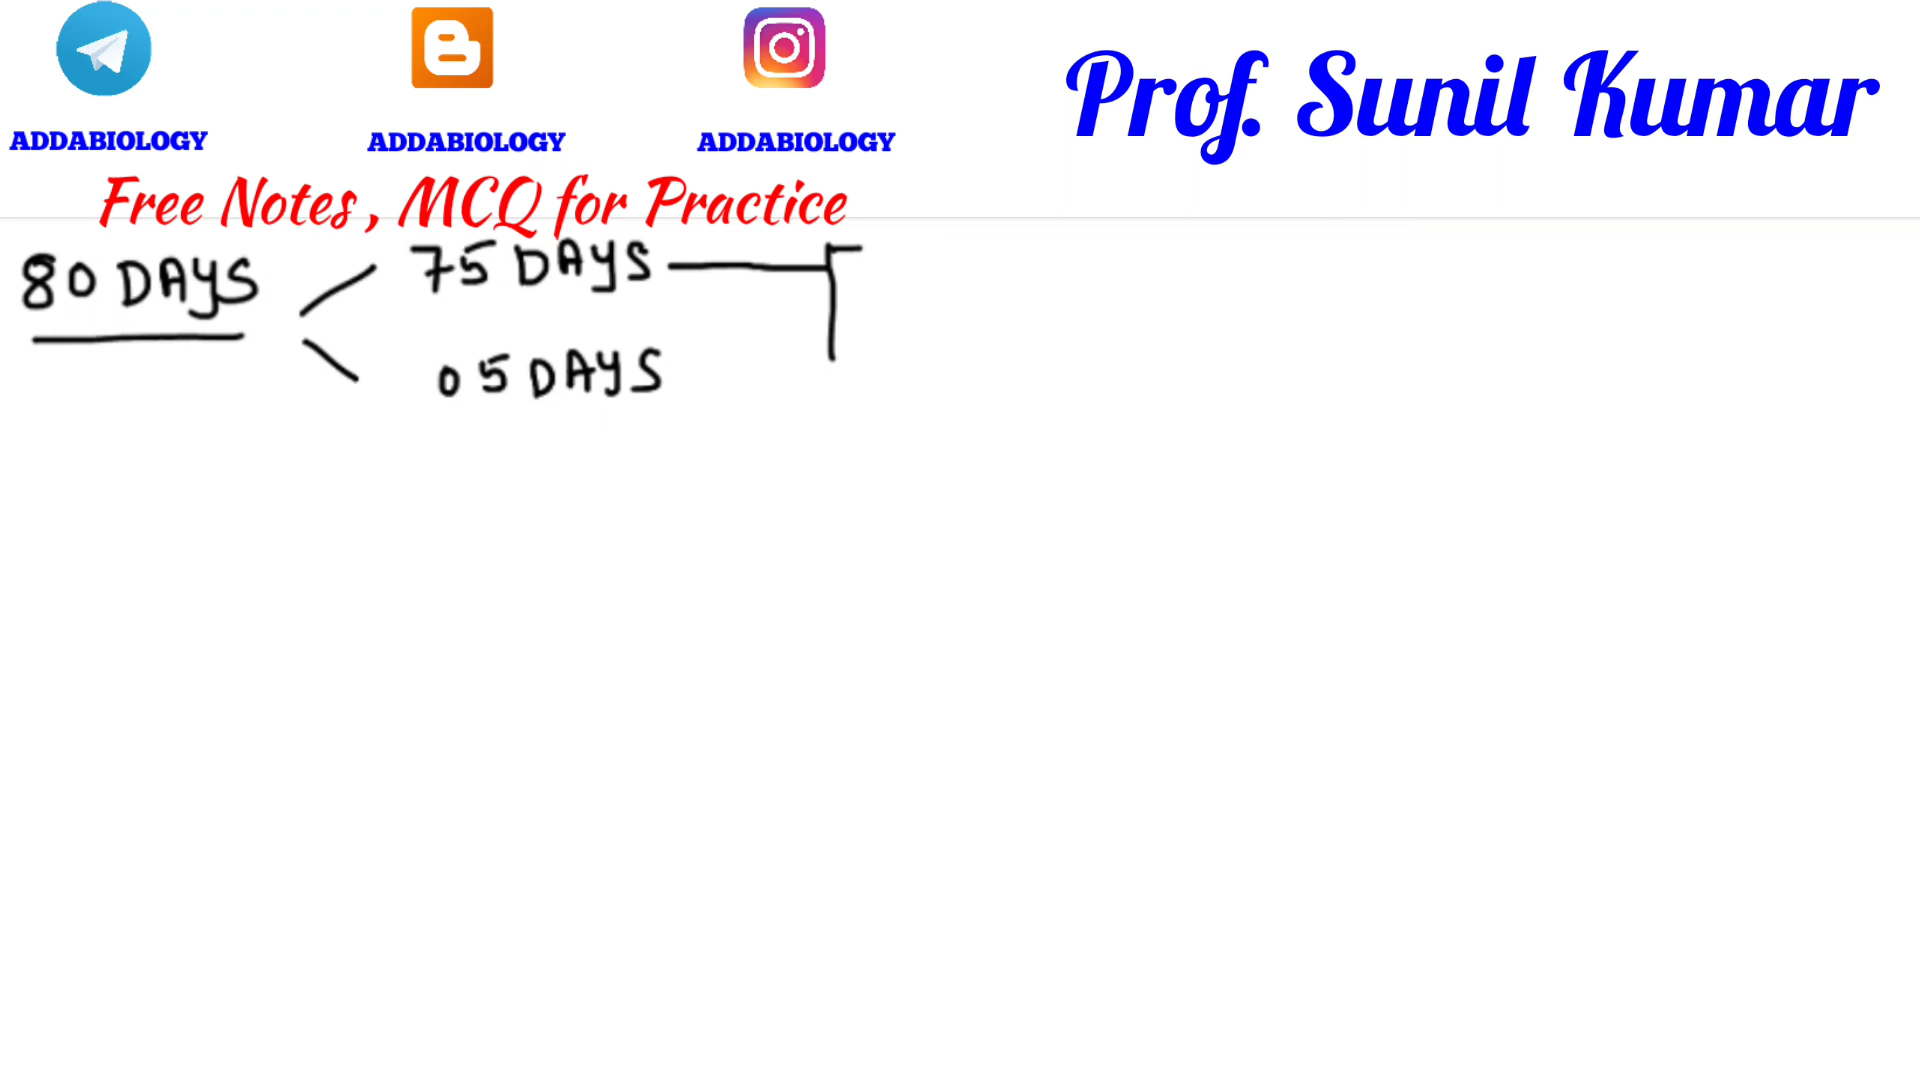 ADDABIOLOGY ADDABIOLOGY ADDABIOLOGY
Prof. Sunil Kumar
Free Notes, MCQ for Practice
80 DAYS
75 DAYS
05 DAYS